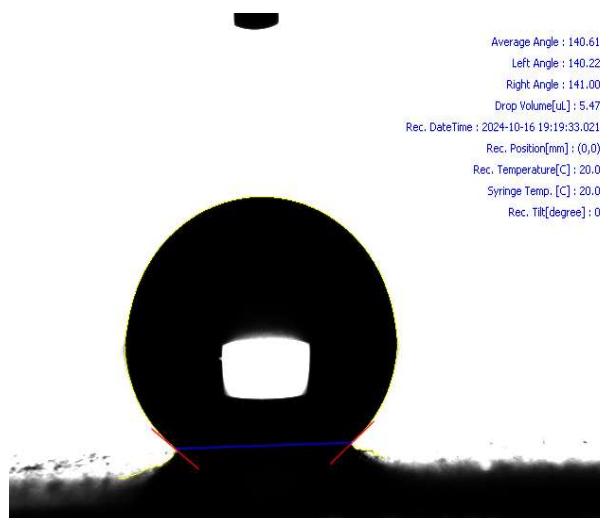 Average Angle : 140.61
Left Angle : 140.22
Right Angle : 141.00
Drop Volume[uL] : 5.47
Rec. DateTime : 2024-10-16 19:19:33.021
Rec. Position[mm] : (0,0)
Rec. Temperature[C] : 20.0
Syringe Temp. [C] : 20.0
Rec. Tilt[degree] : 0